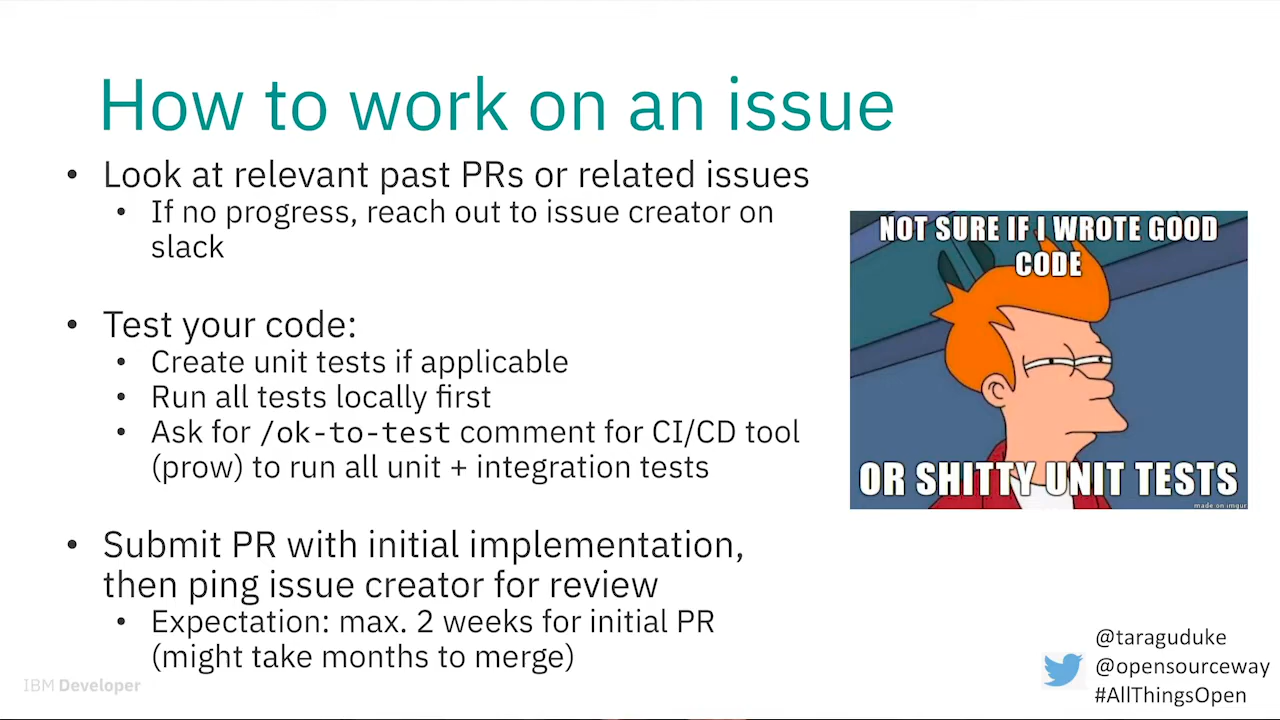 How to work on an issue
• Look at relevant past PRs or related issues
• If no progress, reach out to issue creator on
slack
• Test your code:
• Create unit tests if applicable
• Run all tests locally first
• Ask for /ok-to-test comment for CI/CD tool
(prow) to run all unit + integration tests
• Submit PR with initial implementation,
then ping issue creator for review
• Expectation: max. 2 weeks for initial PR
(might take months to merge)
NOT SURE IF I WROTE GOOD
CODE
OR SHITTY UNIT TESTS
made on imgur
IBM Developer
@taraguduke
@opensourceway
#AllThingsOpen